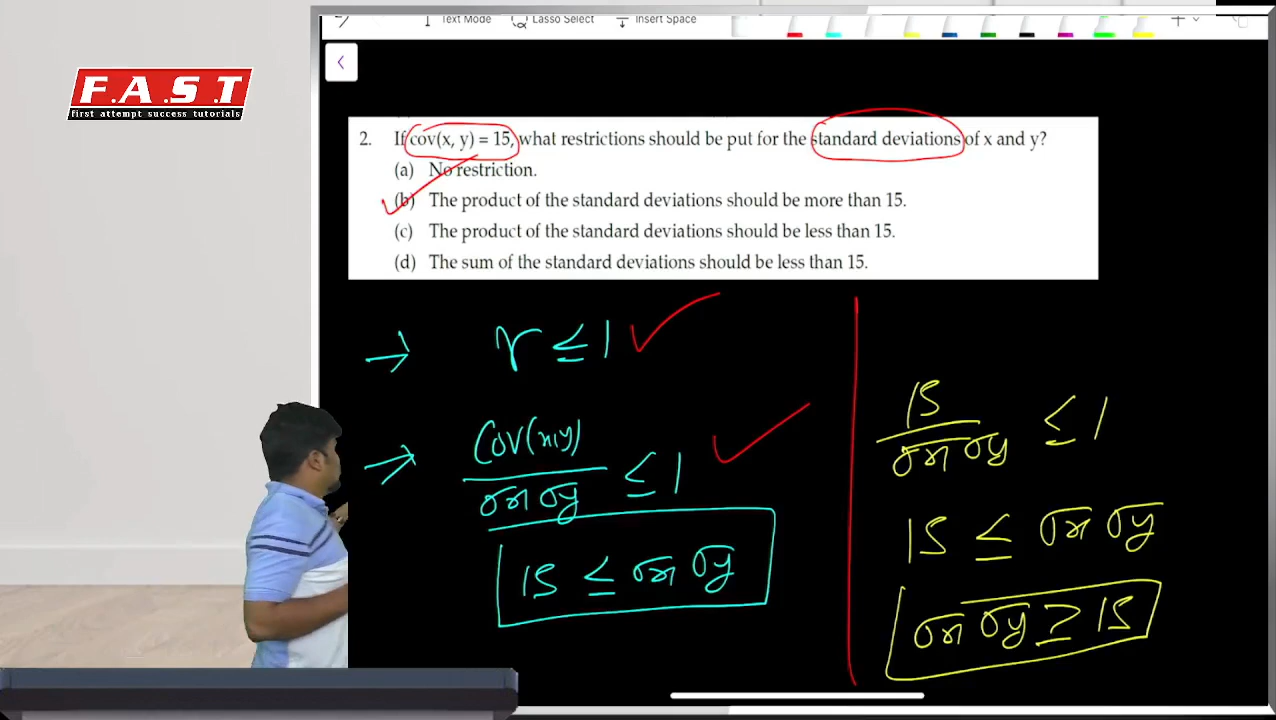 Text Mode
Lasso Select
Insert Space
F.A.S.T
first attempt success tutorials
2. If cov(x, y) = 15, what restrictions should be put for the standard deviations of x and y?
(a) No restriction.
(b) The product of the standard deviations should be more than 15.
(c) The product of the standard deviations should be less than 15.
(d) The sum of the standard deviations should be less than 15.
→ r ≤ 1
→ Cov(x,y)
σx σy
≤ 1
15 ≤ σx σy
15
σx σy
≤ 1
15 ≤ σx σy
σx σy ≥ 15